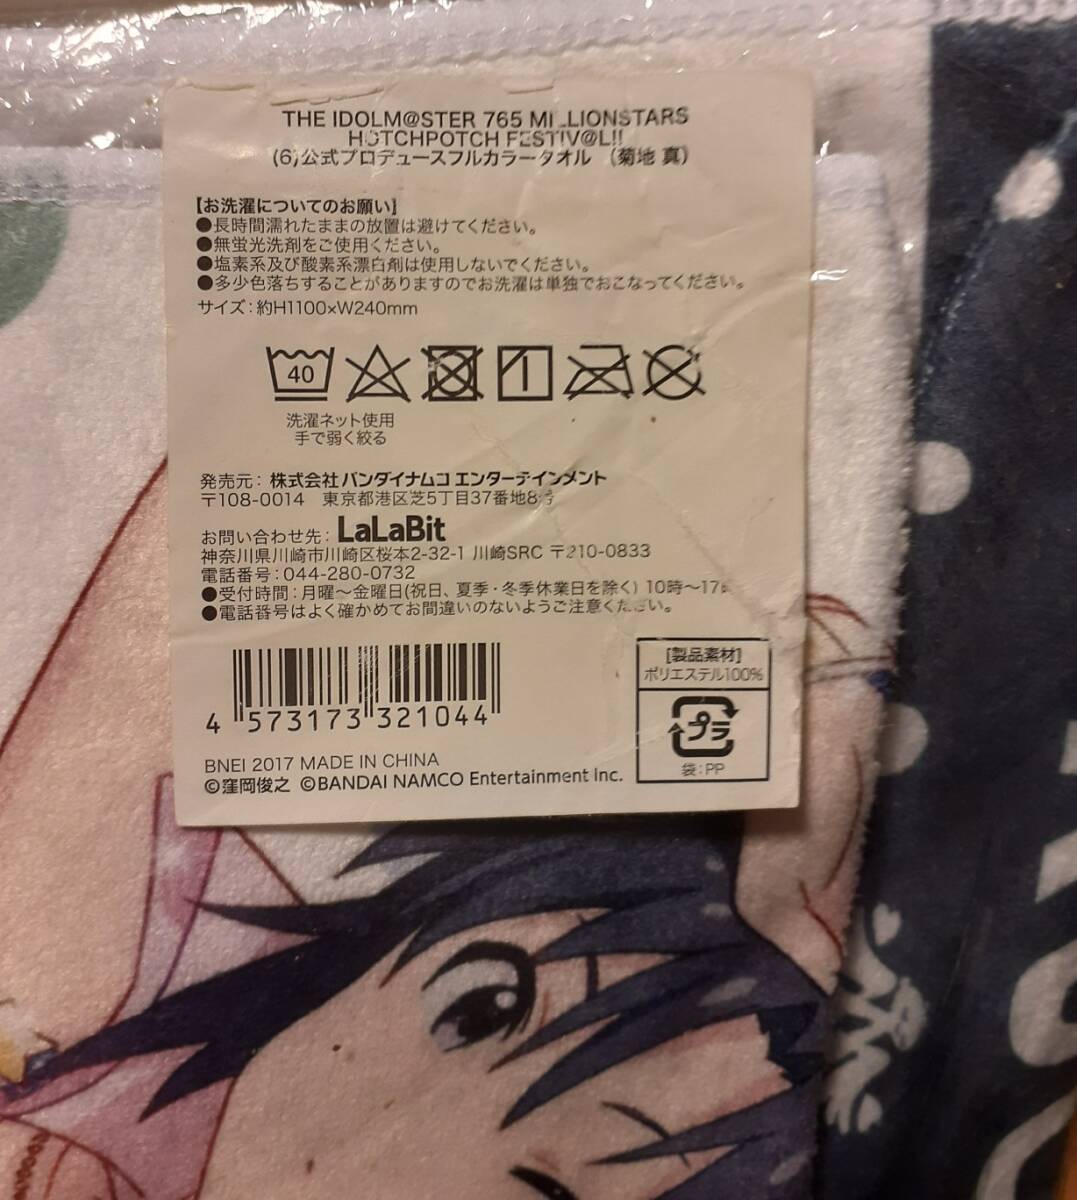 THE IDOLM@STER 765 MILLIONSTARS
HOTCHPOTCH FESTIV@L!!
(6)公式プロデュースフルカラータオル (菊地 真)
【お洗濯についてのお願い】
●長時間濡れたままの放置は避けてください。
●無蛍光洗剤をご使用ください。
●塩素系及び酸素系漂白剤は使用しないでください。
●多少色落ちすることがありますのでお洗濯は単独でおこなってください。
サイズ:約H1100×W240mm
40
洗濯ネット使用
手で弱く絞る
発売元: 株式会社バンダイナムコ エンターテインメント
〒108-0014 東京都港区芝5丁目37番地8号
お問い合わせ先: LaLaBit
神奈川県川崎市川崎区桜本2-32-1 川崎SRC 〒210-0833
電話番号:044-280-0732
●受付時間:月曜~金曜日(祝日、夏季・冬季休業日を除く) 10時~17時
●電話番号はよく確かめてお間違いのないようご注意ください。
4 573173 321044
[製品素材]
ポリエステル100%
プラ
袋:PP
BNEI 2017 MADE IN CHINA
©窪岡俊之 ©BANDAI NAMCO Entertainment Inc.